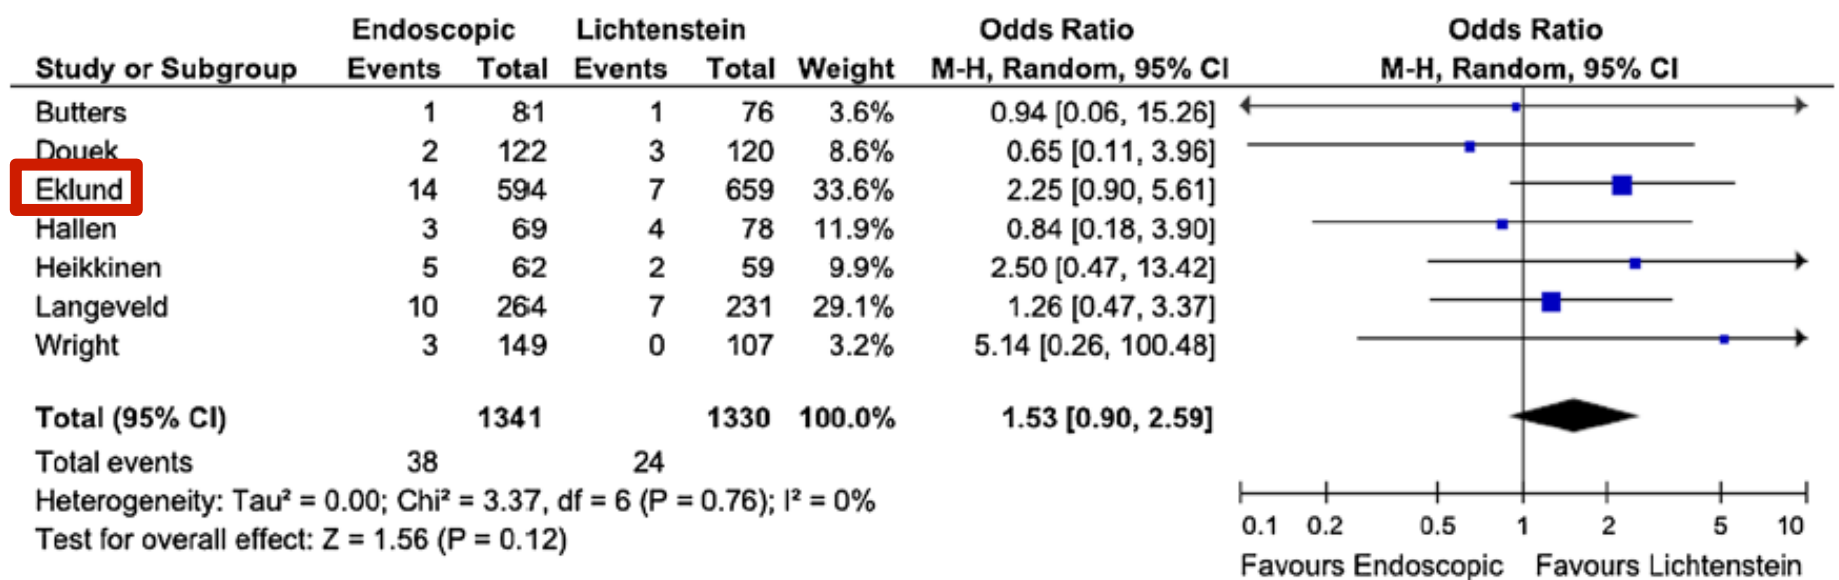 Endoscopic Lichtenstein Odds Ratio Odds Ratio
Study or Subgroup Events Total Events Total Weight M-H, Random, 95% CI M-H, Random, 95% CI
Butters 1 81 1 76 3.6% 0.94 [0.06, 15.26]
Douek 2 122 3 120 8.6% 0.65 [0.11, 3.96]
Eklund 14 594 7 659 33.6% 2.25 [0.90, 5.61]
Hallen 3 69 4 78 11.9% 0.84 [0.18, 3.90]
Heikkinen 5 62 2 59 9.9% 2.50 [0.47, 13.42]
Langeveld 10 264 7 231 29.1% 1.26 [0.47, 3.37]
Wright 3 149 0 107 3.2% 5.14 [0.26, 100.48]
Total (95% CI) 1341 1330 100.0% 1.53 [0.90, 2.59]
Total events 38 24
Heterogeneity: Tau² = 0.00; Chi² = 3.37, df = 6 (P = 0.76); I² = 0%
Test for overall effect: Z = 1.56 (P = 0.12)
0.1 0.2 0.5 1 2 5 10
Favours Endoscopic Favours Lichtenstein